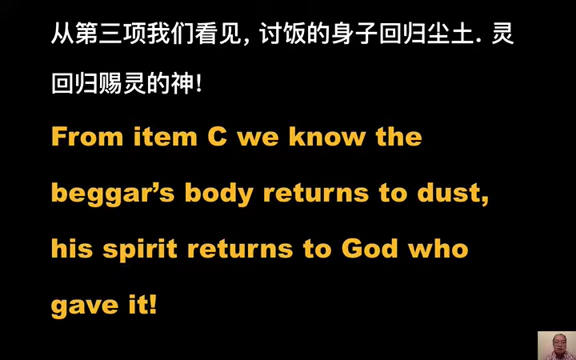 从第三项我们看见, 讨饭的身子回归尘土. 灵
回归赐灵的神!
From item C we know the
beggar’s body returns to dust,
his spirit returns to God who
gave it!